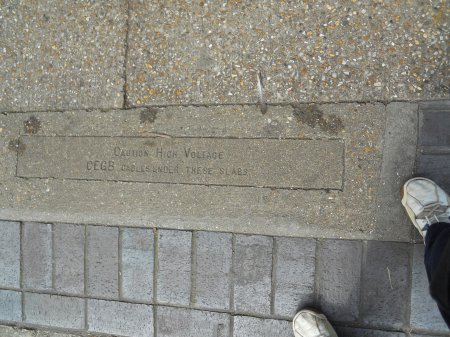 Caution High Voltage
CEGB cables under these slabs